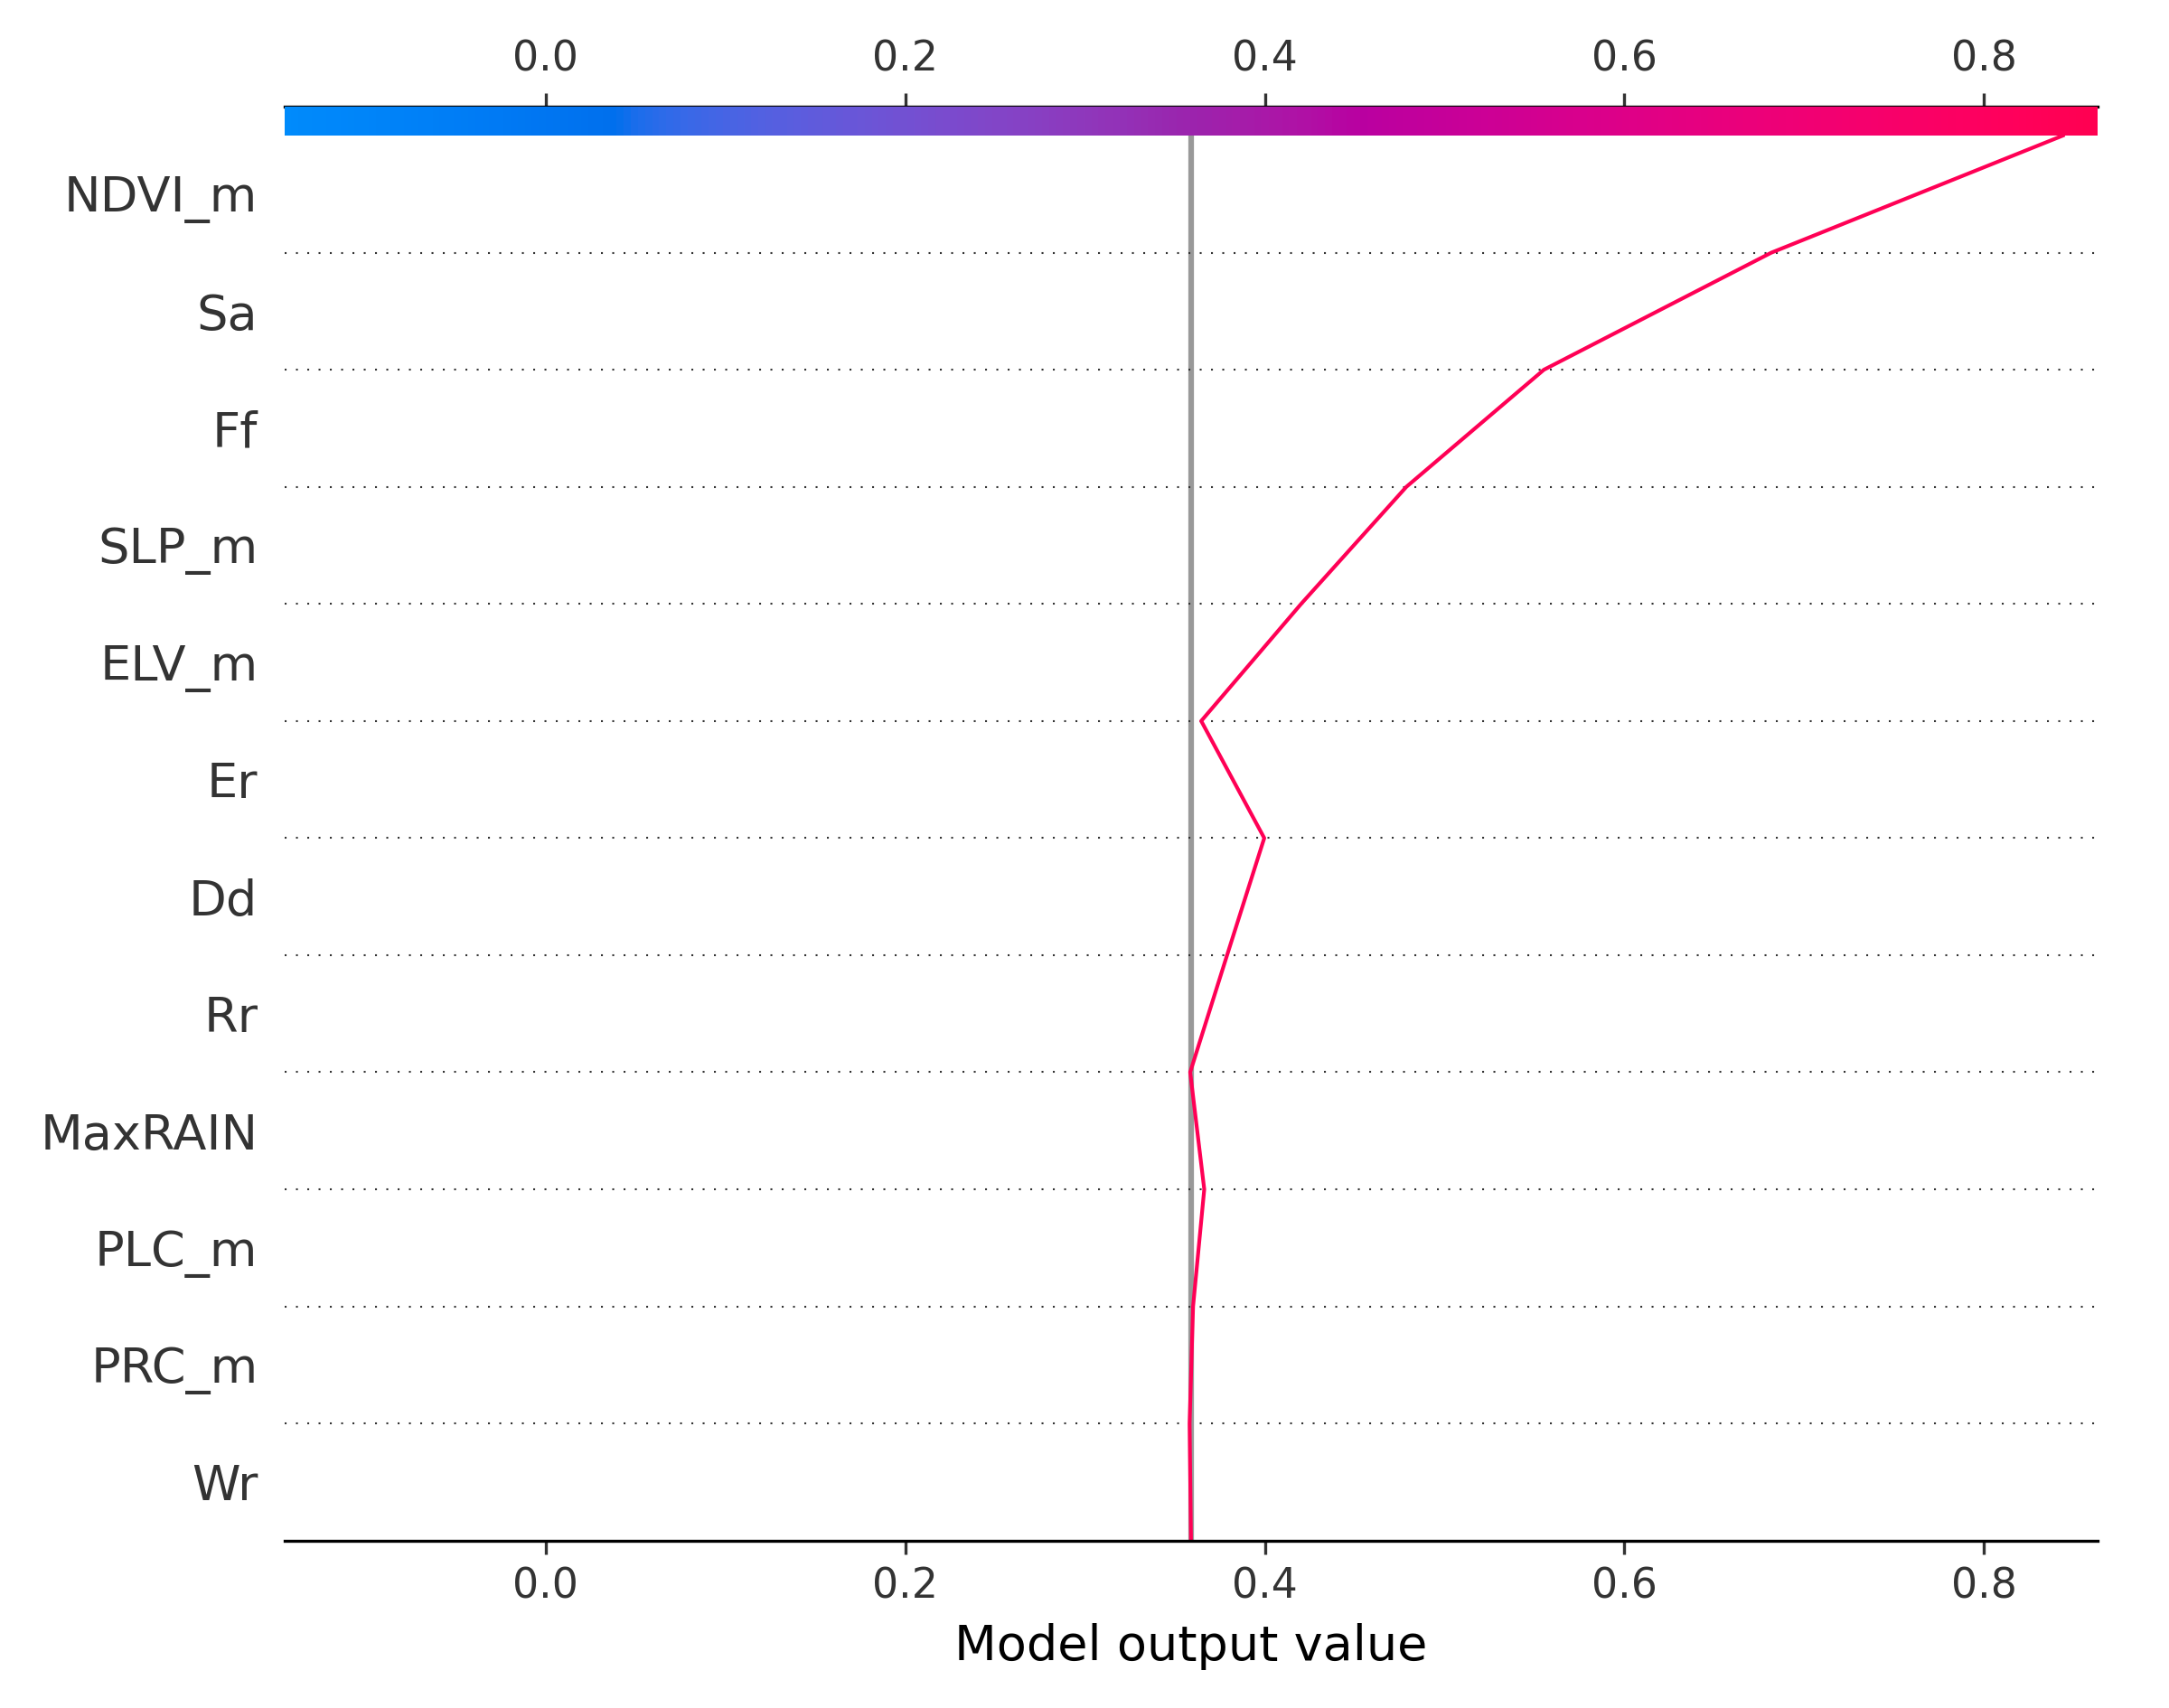 0.0 0.2 0.4 0.6 0.8
NDVI_m
Sa
Ff
SLP_m
ELV_m
Er
Dd
Rr
MaxRAIN
PLC_m
PRC_m
Wr
0.0 0.2 0.4 0.6 0.8
Model output value